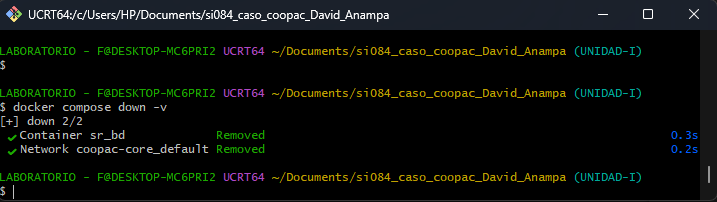 UCRT64:/c/Users/HP/Documents/si084_caso_coopac_David_Anampa
LABORATORIO - F@DESKTOP-MC6PRI2 UCRT64 ~/Documents/si084_caso_coopac_David_Anampa (UNIDAD-I)
$
LABORATORIO - F@DESKTOP-MC6PRI2 UCRT64 ~/Documents/si084_caso_coopac_David_Anampa (UNIDAD-I)
$ docker compose down -v
[+] down 2/2
✔ Container sr_bd Removed 0.3s
✔ Network coopac-core_default Removed 0.2s
LABORATORIO - F@DESKTOP-MC6PRI2 UCRT64 ~/Documents/si084_caso_coopac_David_Anampa (UNIDAD-I)
$